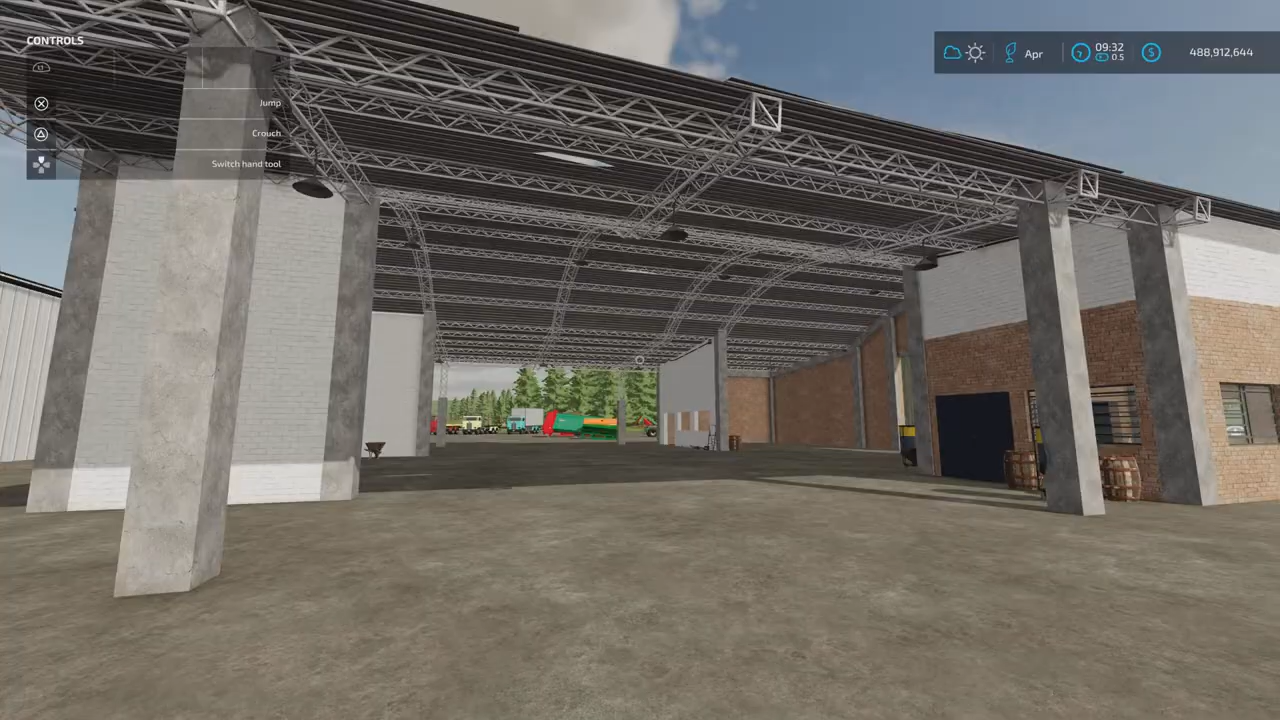 CONTROLS
Jump
Crouch
Switch hand tool
Apr
09:32
0.5
488,912,644